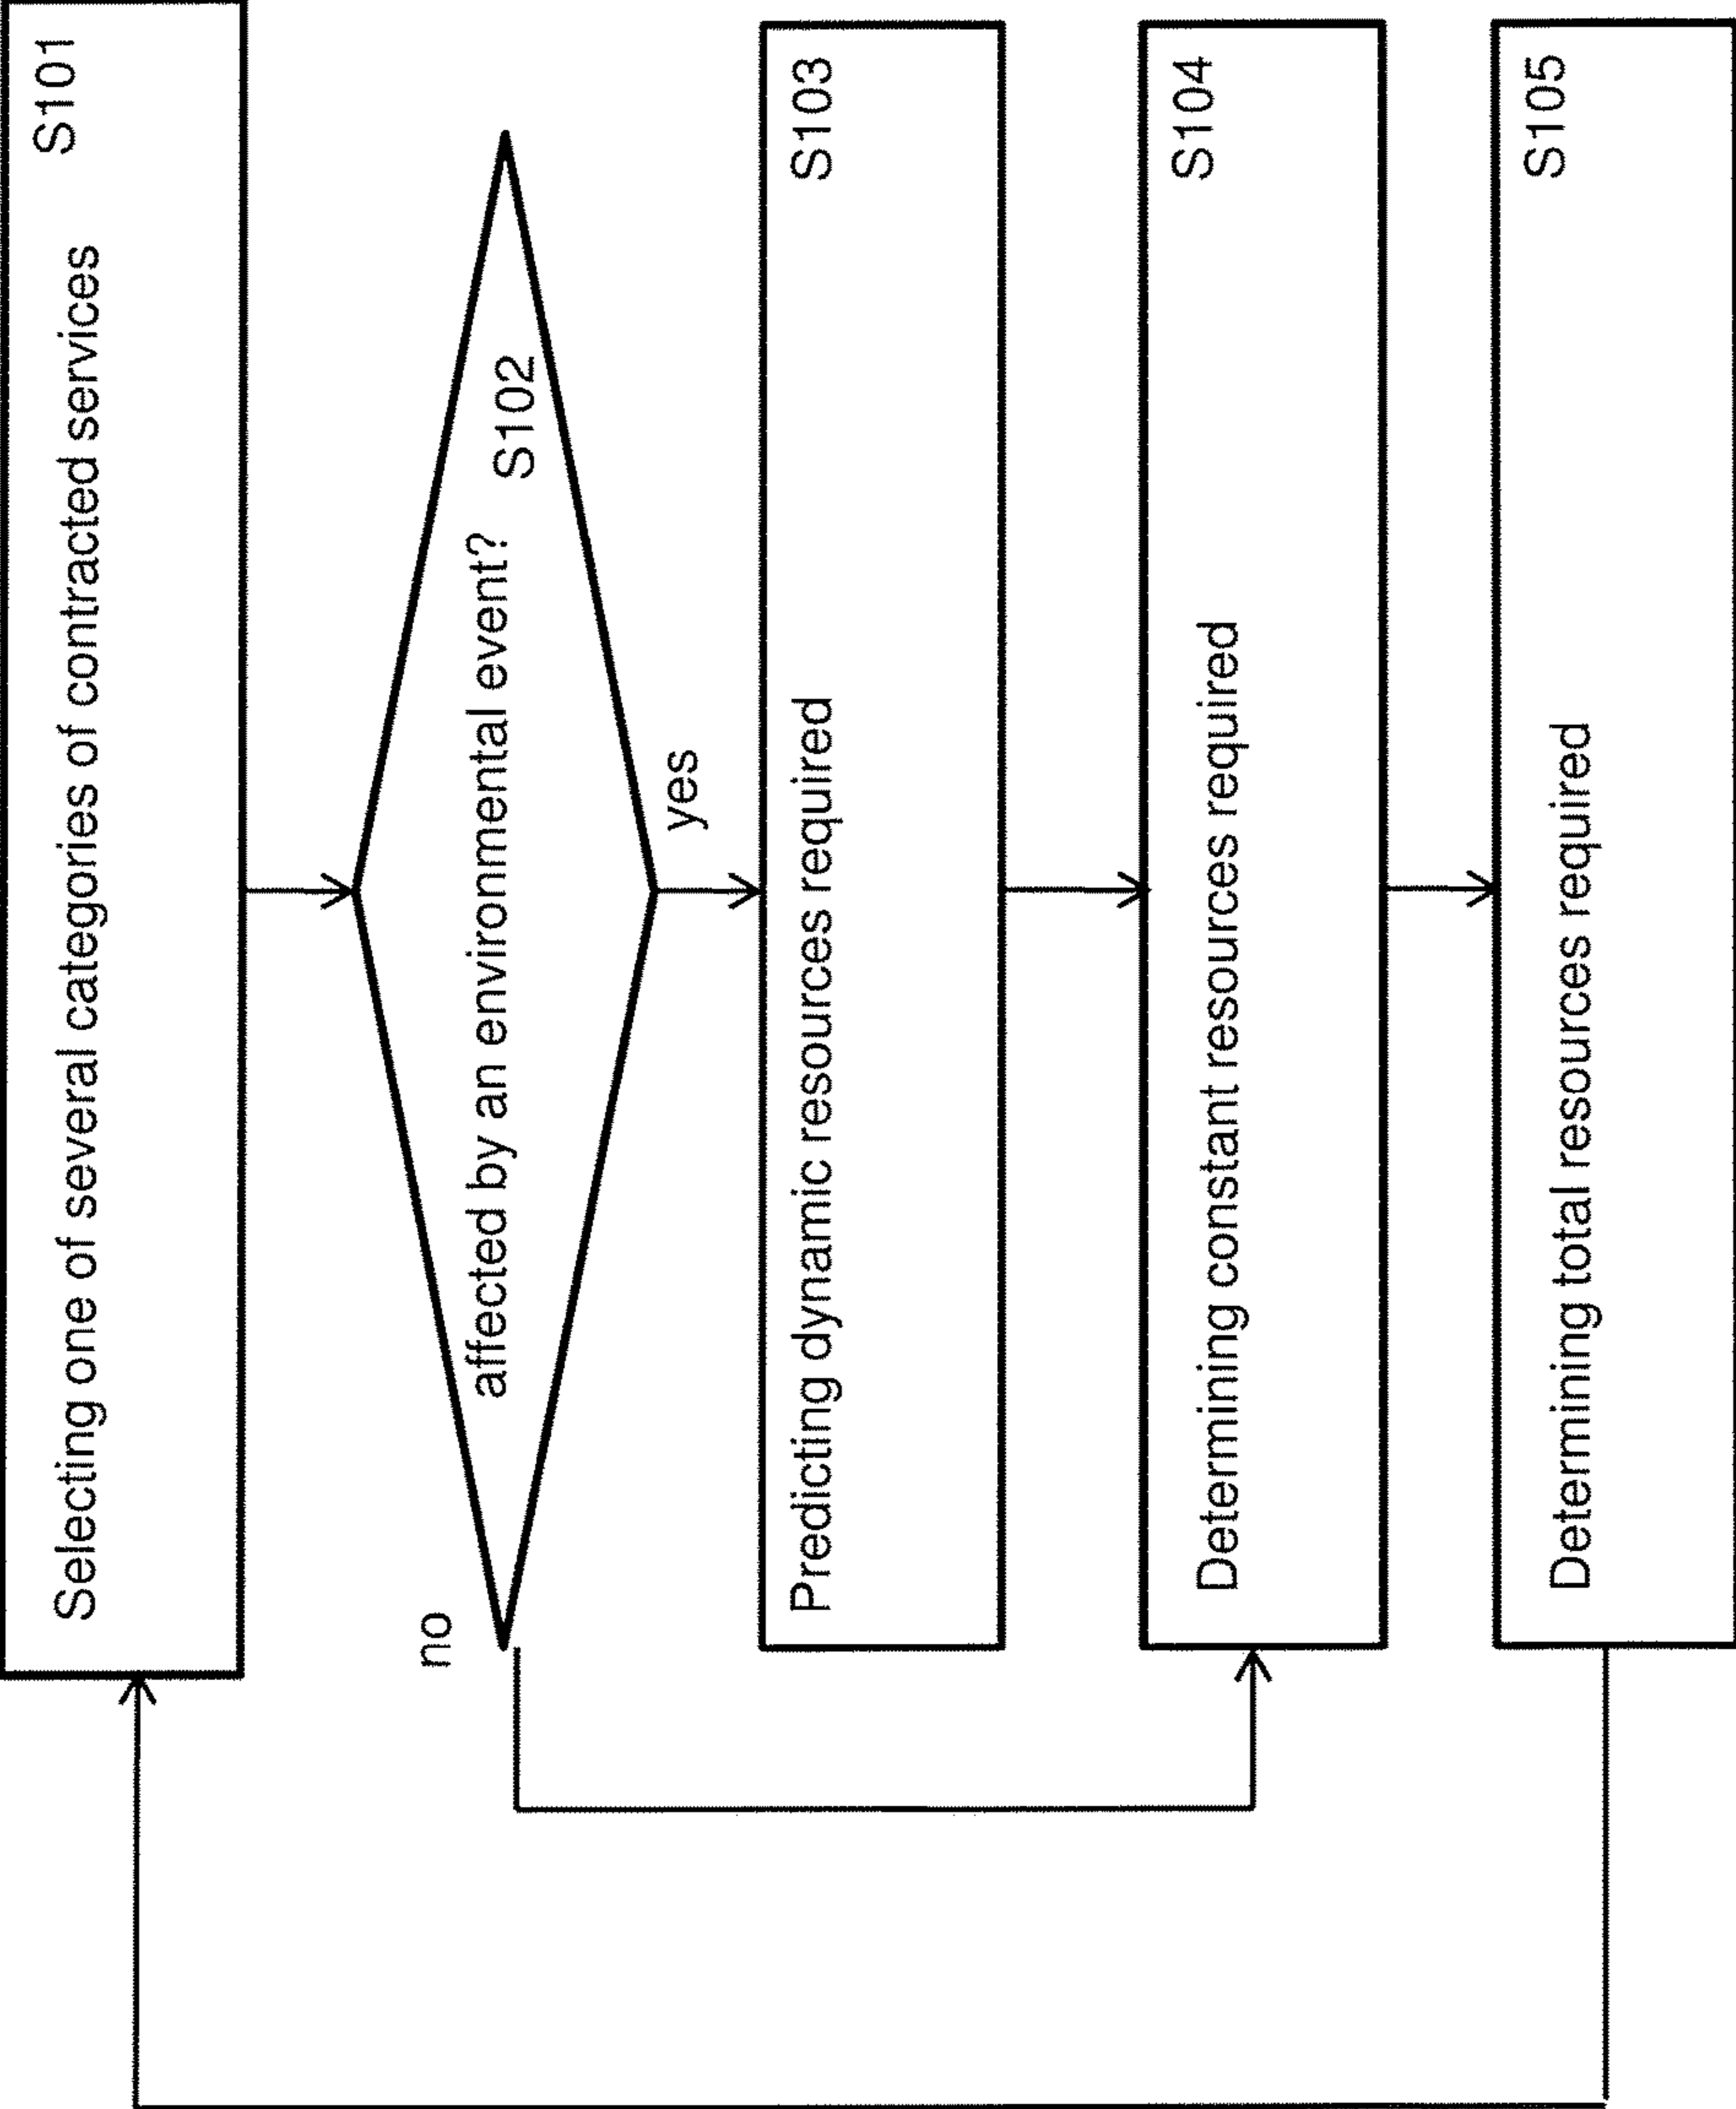 Selecting one of several categories of contracted services S101
affected by an environmental event? S102
no
yes
Predicting dynamic resources required S103
Determining constant resources required S104
Determining total resources required S105